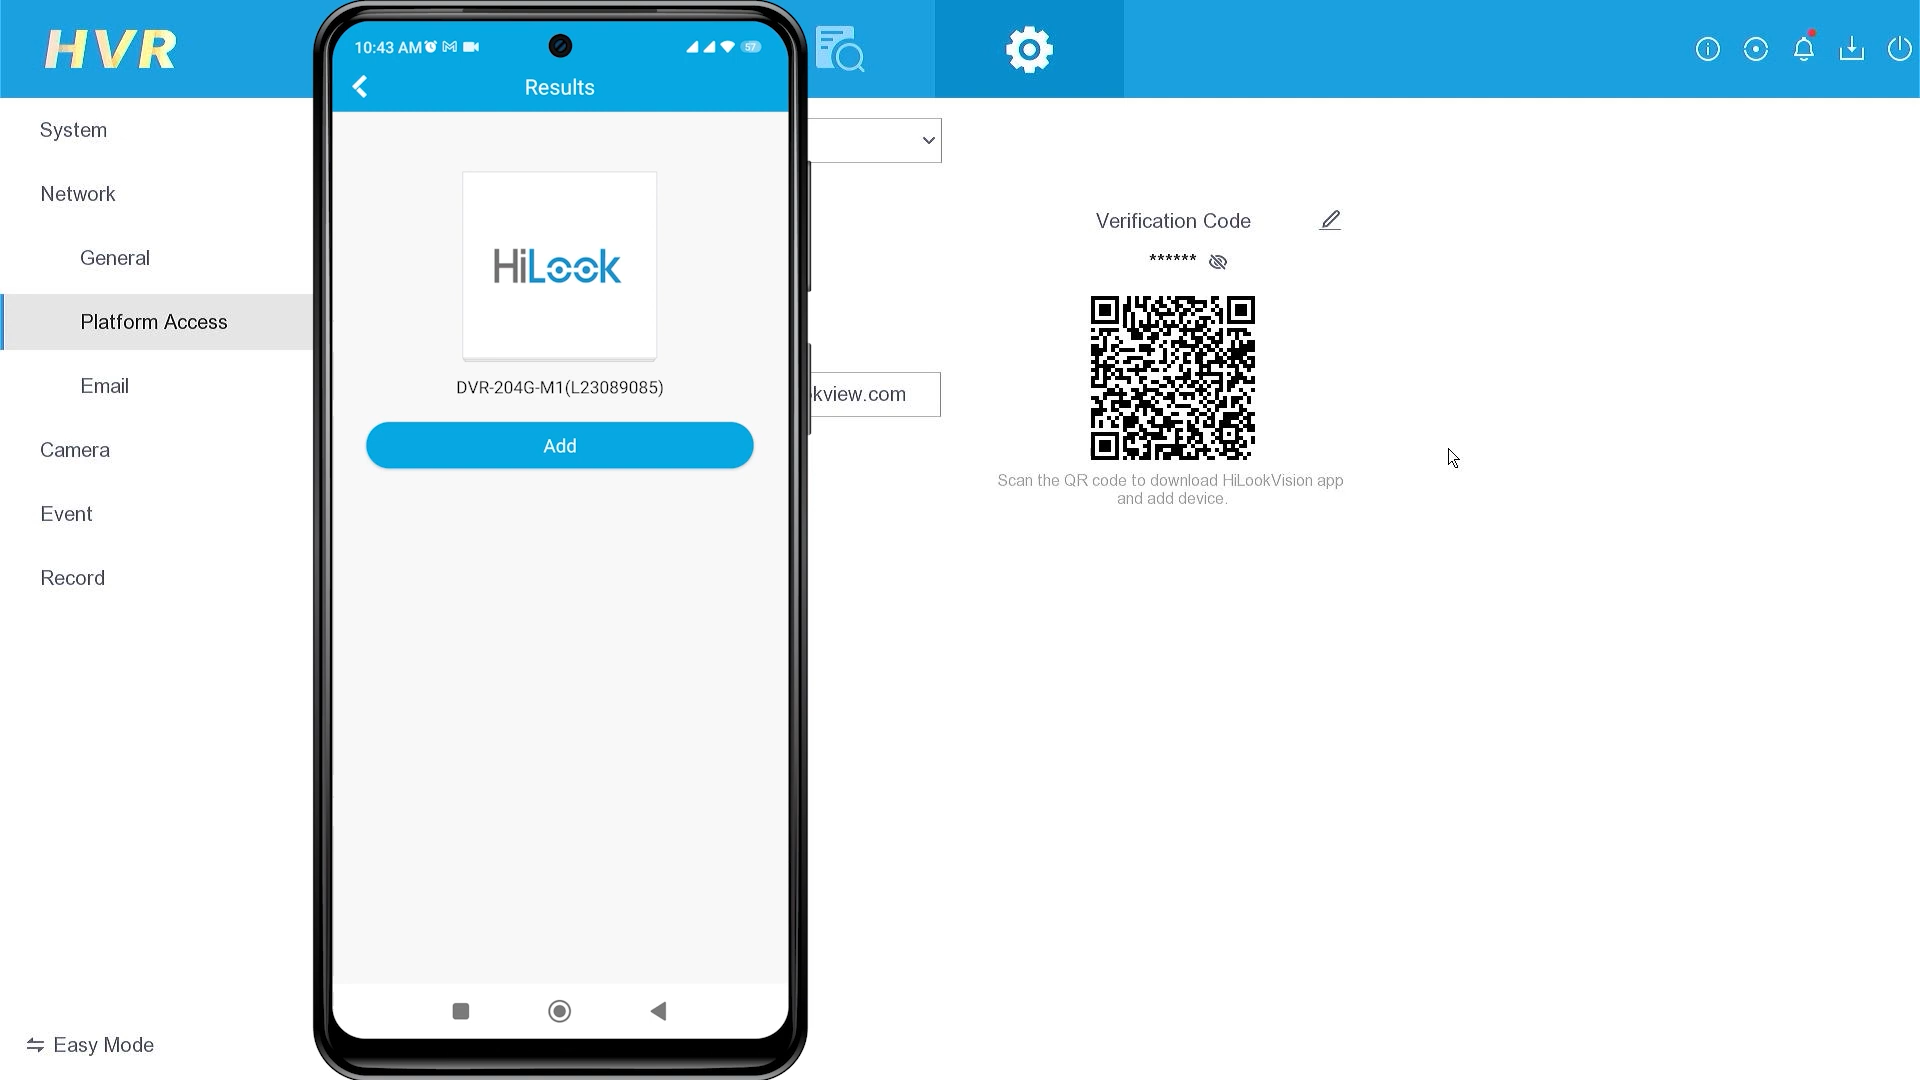 HVR
System
Network
General
Platform Access
Email
Camera
Event
Record
Easy Mode
10:43 AM
57
Results
HiLook
DVR-204G-M1(L23089085)
Add
kview.com
Verification Code
******
Scan the QR code to download HiLookVision app
and add device.